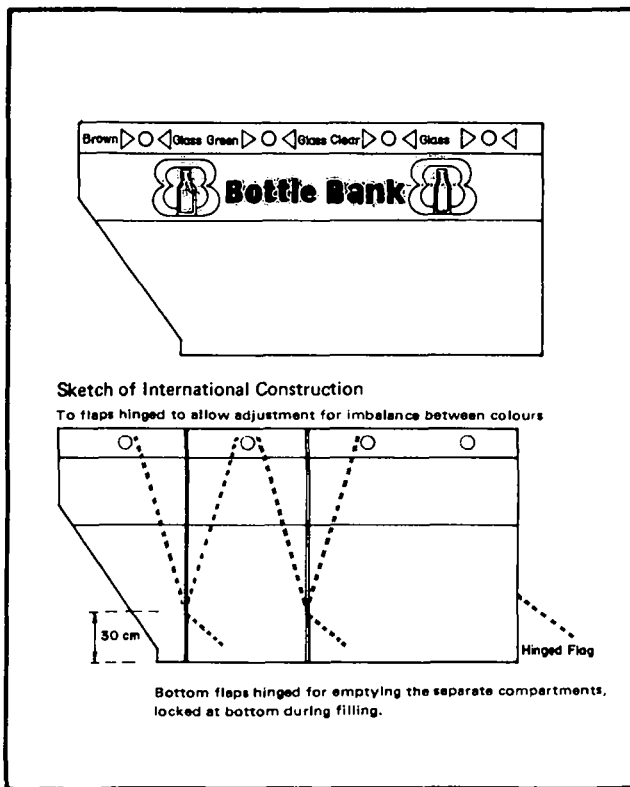 Brown Glass Green Glass Clear Glass
Bottle Bank
Sketch of International Construction
To flaps hinged to allow adjustment for imbalance between colours
30 cm
Hinged Flag
Bottom flaps hinged for emptying the separate compartments,
locked at bottom during filling.